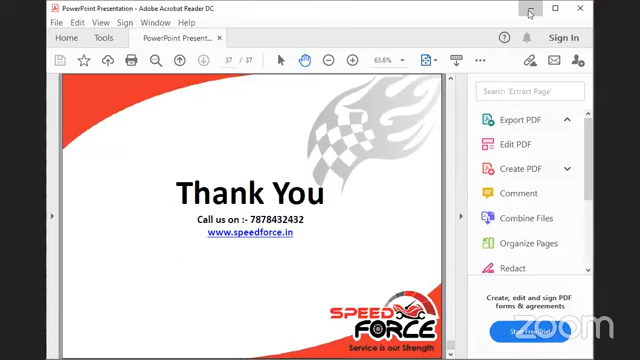 PowerPoint Presentation - Adobe Acrobat Reader DC
File Edit View Sign Window Help
Home Tools PowerPoint Present... × ? Sign In
37 / 37 63.6%
Search 'Extract Page'
Export PDF
Edit PDF
Create PDF
Comment
Combine Files
Organize Pages
Redact
Create, edit and sign PDF
forms & agreements
Start Free Trial
zoom
Thank You
Call us on :- 7878432432
www.speedforce.in
SPEED
FORCE
Service is our Strength